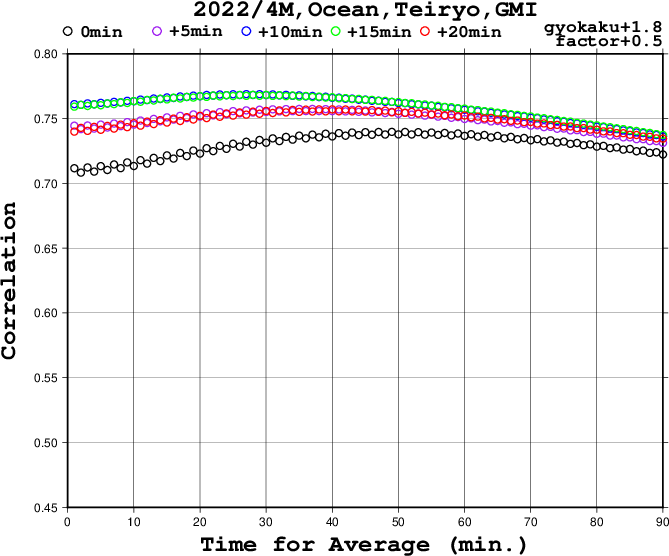 2022/4M,Ocean,Teiryo,GMI
0min +5min +10min +15min +20min
gyokaku+1.8
factor+0.5
0.80
0.75
0.70
0.65
0.60
0.55
0.50
0.45
Correlation
0 10 20 30 40 50 60 70 80 90
Time for Average (min.)